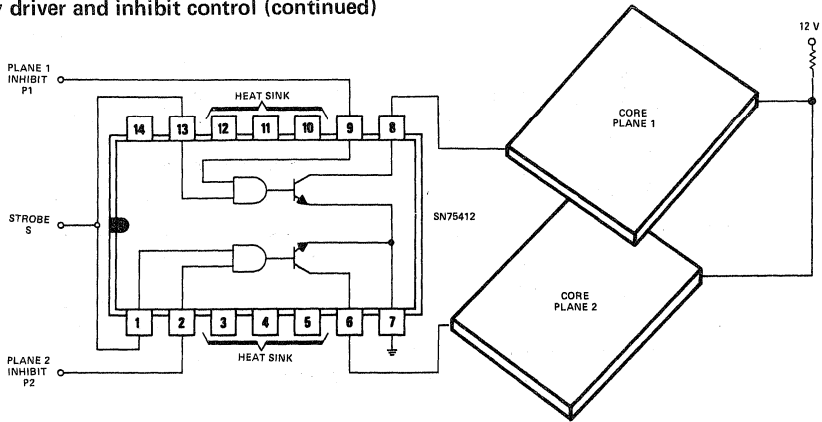 driver and inhibit control (continued)
12 V
PLANE 1
INHIBIT
P1
HEAT SINK
CORE
PLANE 1
14 13 12 11 10 9 8
STROBE
S
SN75412
CORE
PLANE 2
1 2 3 4 5 6 7
HEAT SINK
PLANE 2
INHIBIT
P2